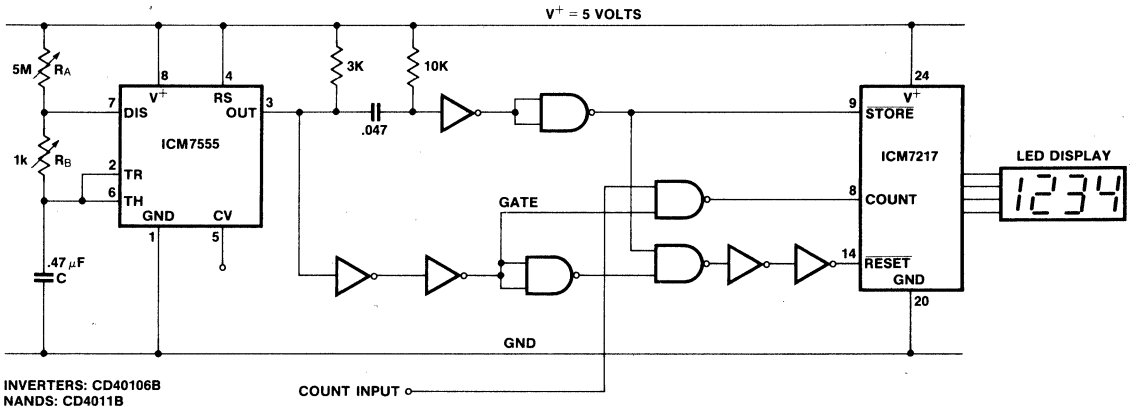 V+ = 5 VOLTS
5M RA
1k RB
.47 µF
C
7
2
6
8
4
3
1
5
V+
RS
DIS
OUT
ICM7555
TR
TH
GND
CV
3K
10K
.047
GATE
9
8
14
24
20
V+
STORE
ICM7217
COUNT
RESET
GND
LED DISPLAY
1234
GND
COUNT INPUT
INVERTERS: CD40106B
NANDS: CD4011B